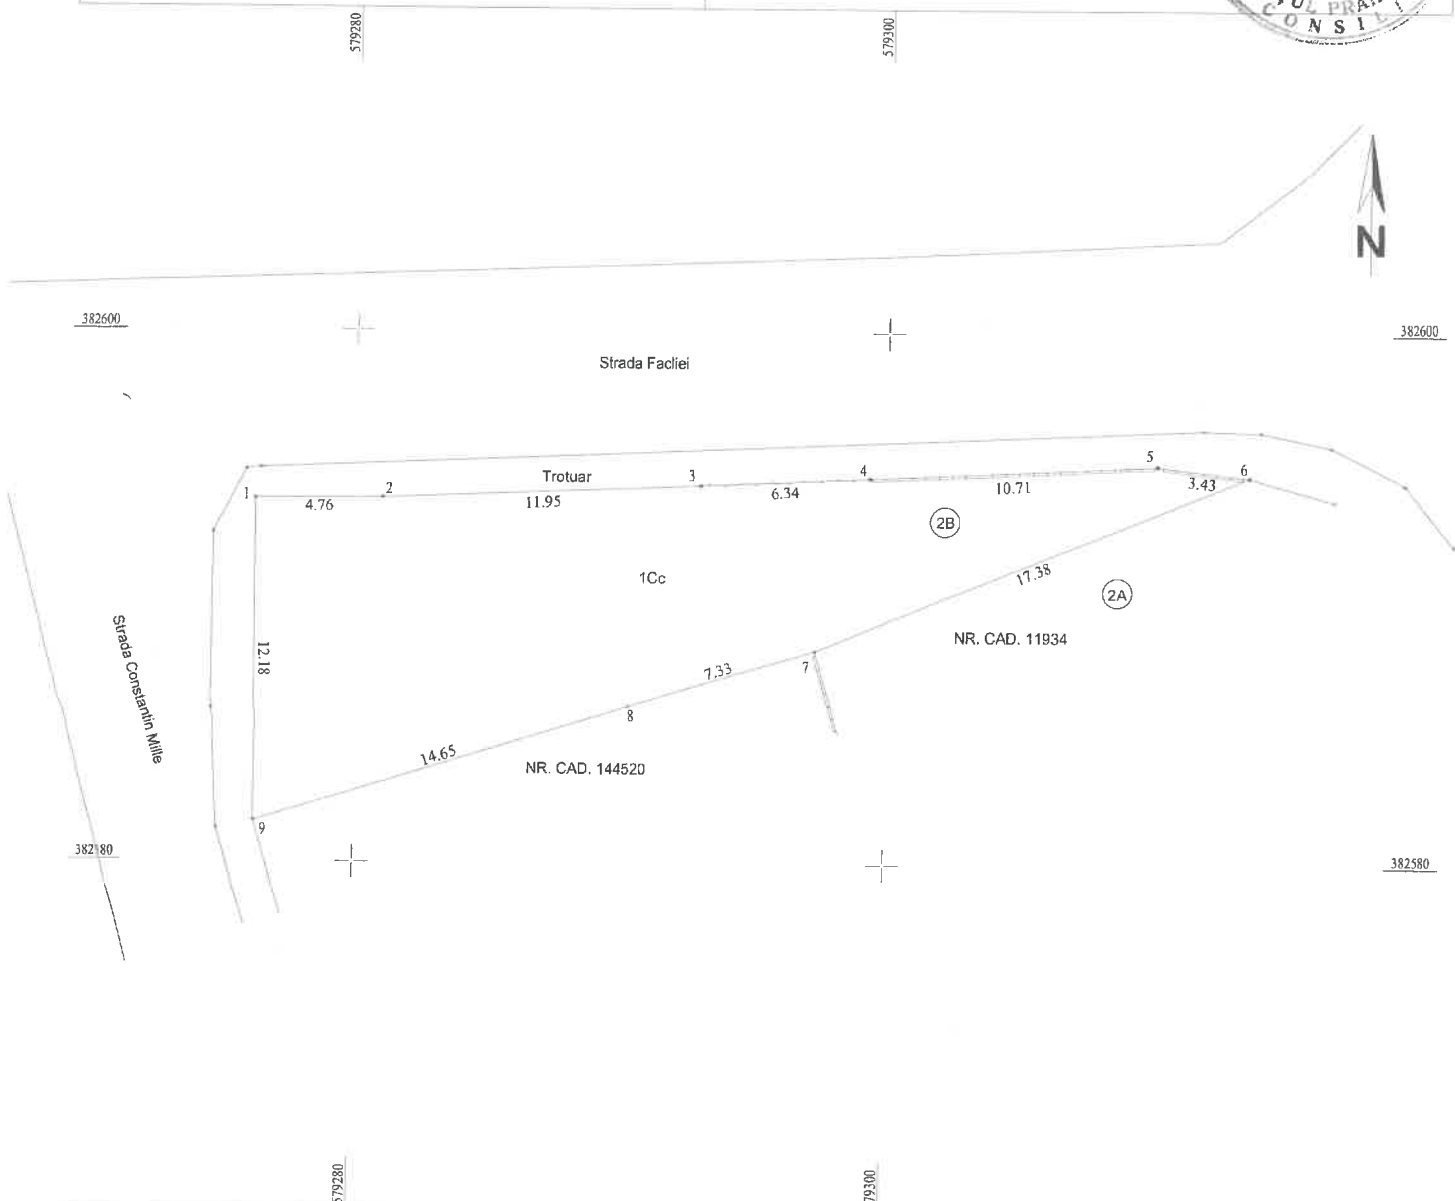 579280
579300
CONSILI
N
382600
382600
Strada Facliei
Trotuar
1
2
3
4
5
6
4.76
11.95
6.34
10.71
3.43
2B
1Cc
17.38
2A
NR. CAD. 11934
12.18
Strada Constantin Mille
7.33
7
8
14.65
NR. CAD. 144520
9
382580
382580
579280
79300